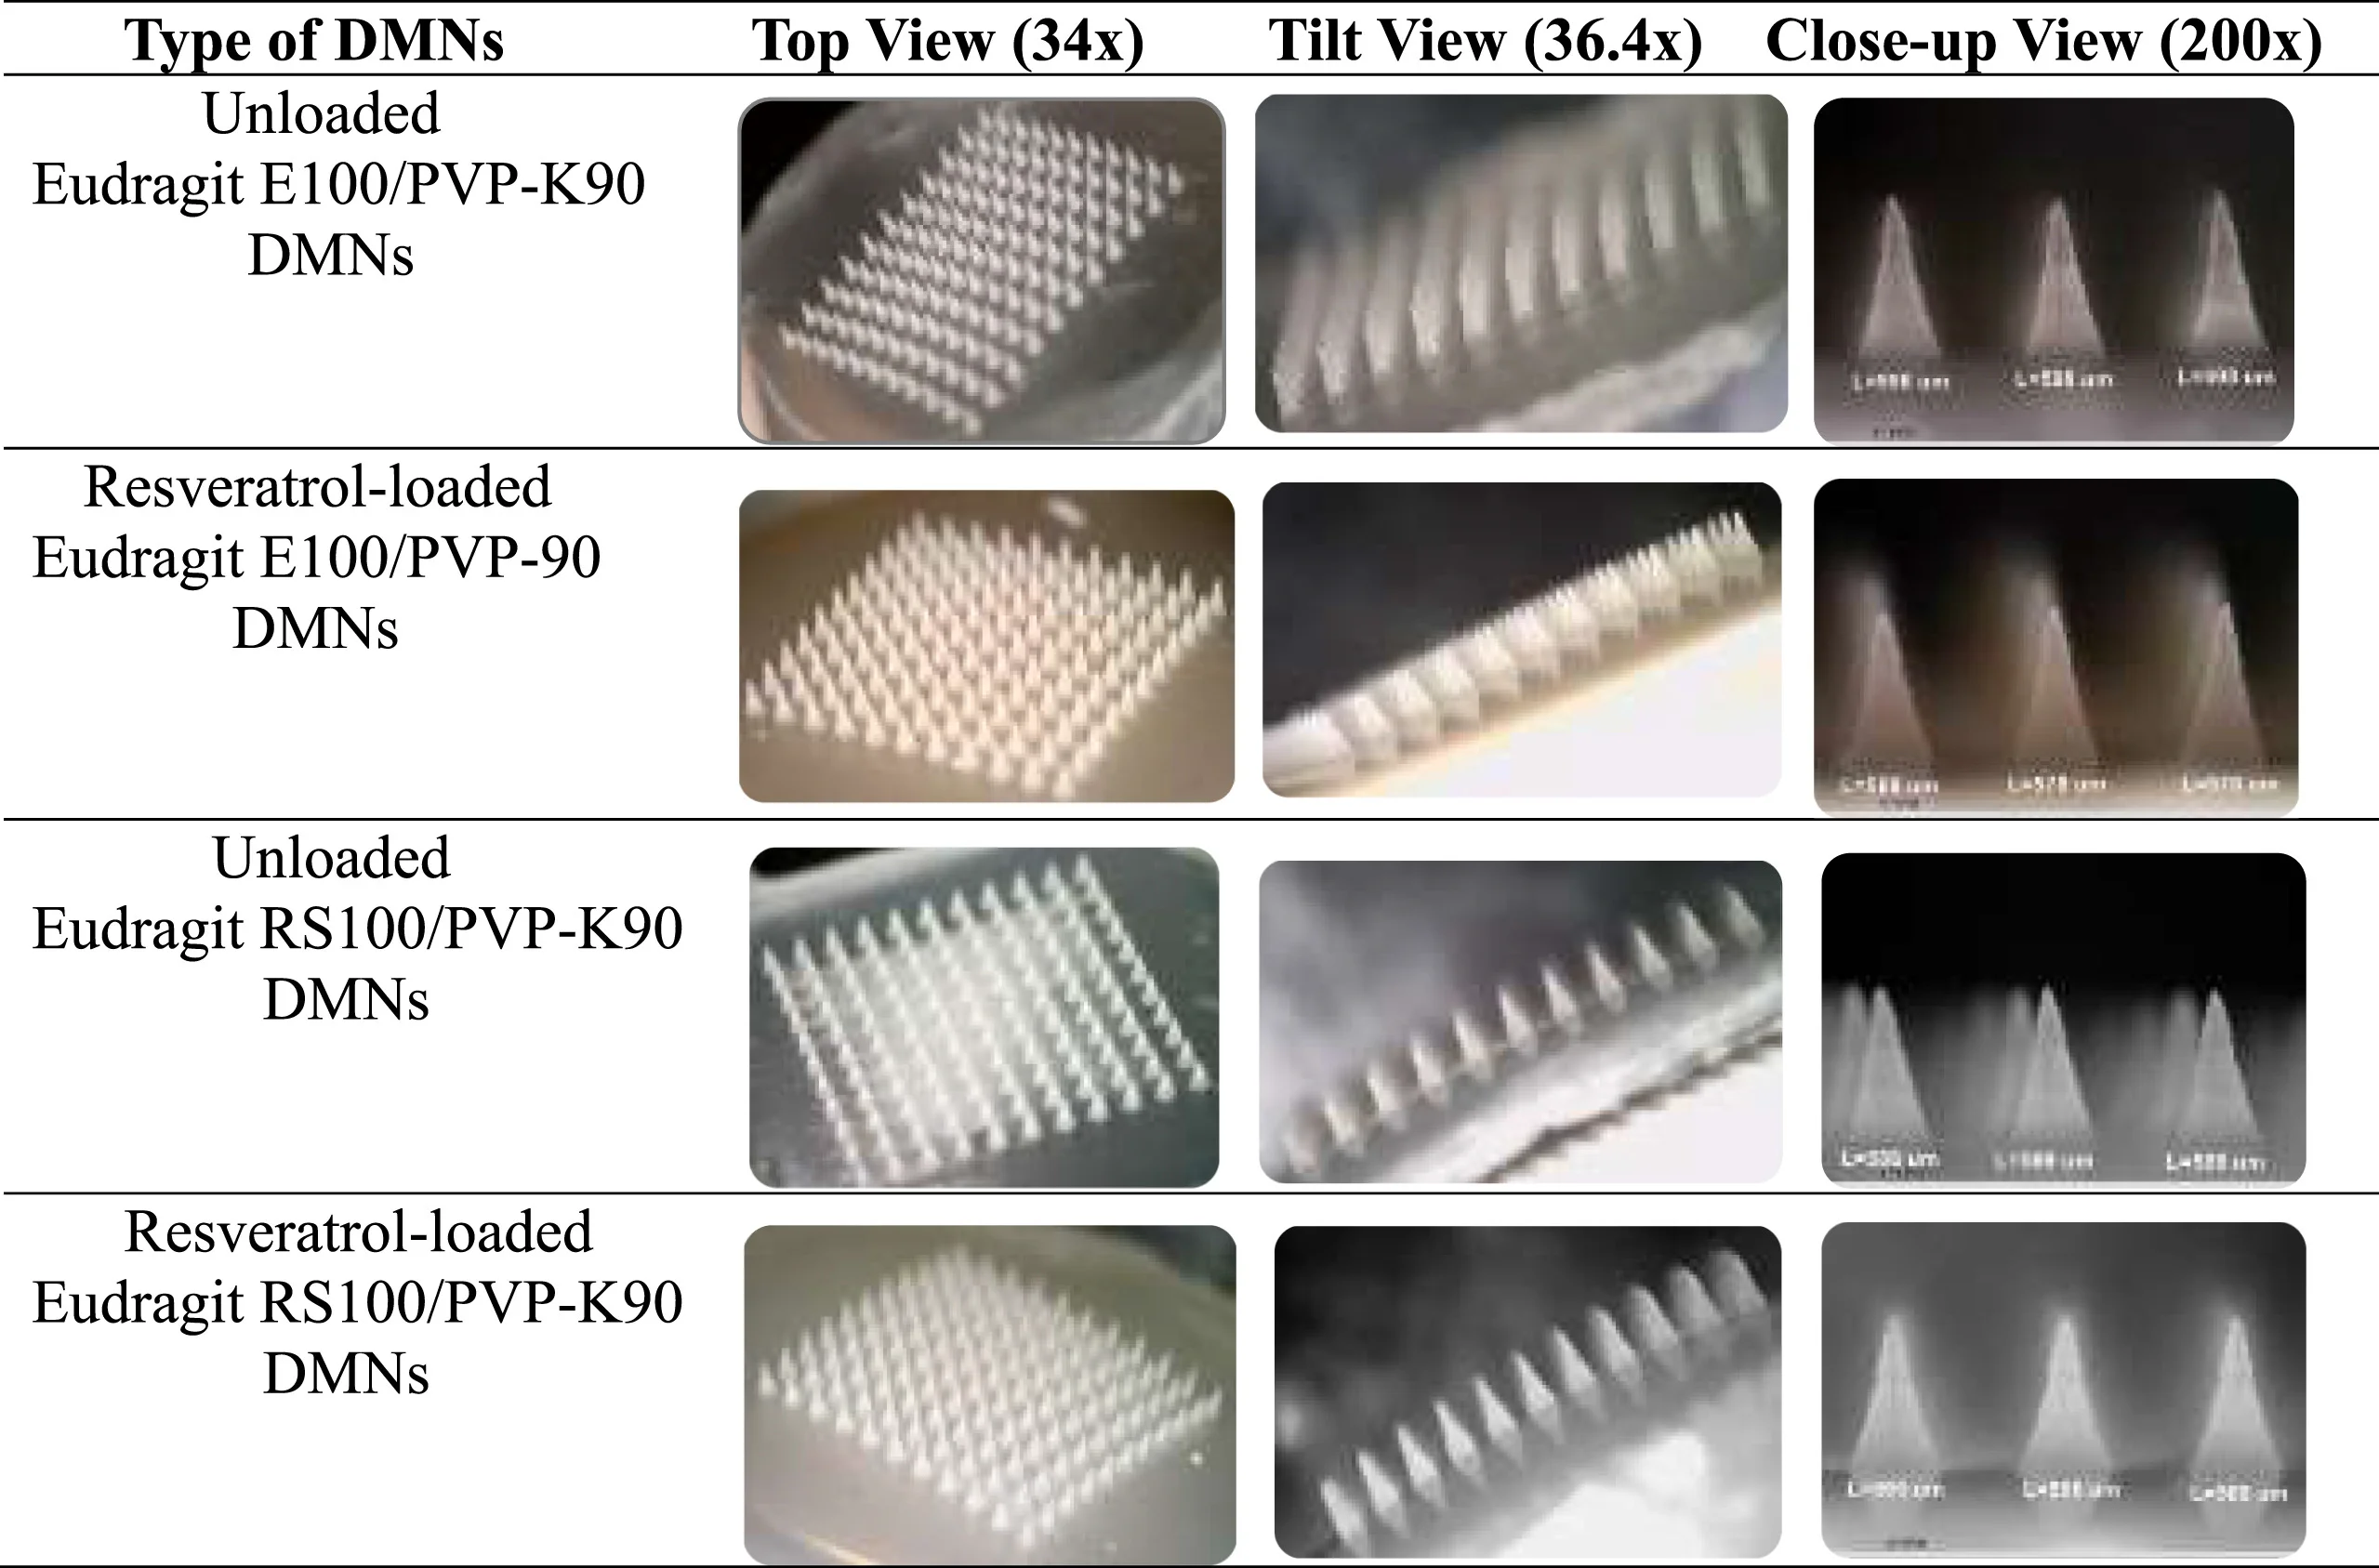 Type of DMNs Top View (34x) Tilt View (36.4x) Close-up View (200x)
Unloaded
Eudragit E100/PVP-K90
DMNs
Resveratrol-loaded
Eudragit E100/PVP-90
DMNs
Unloaded
Eudragit RS100/PVP-K90
DMNs
Resveratrol-loaded
Eudragit RS100/PVP-K90
DMNs